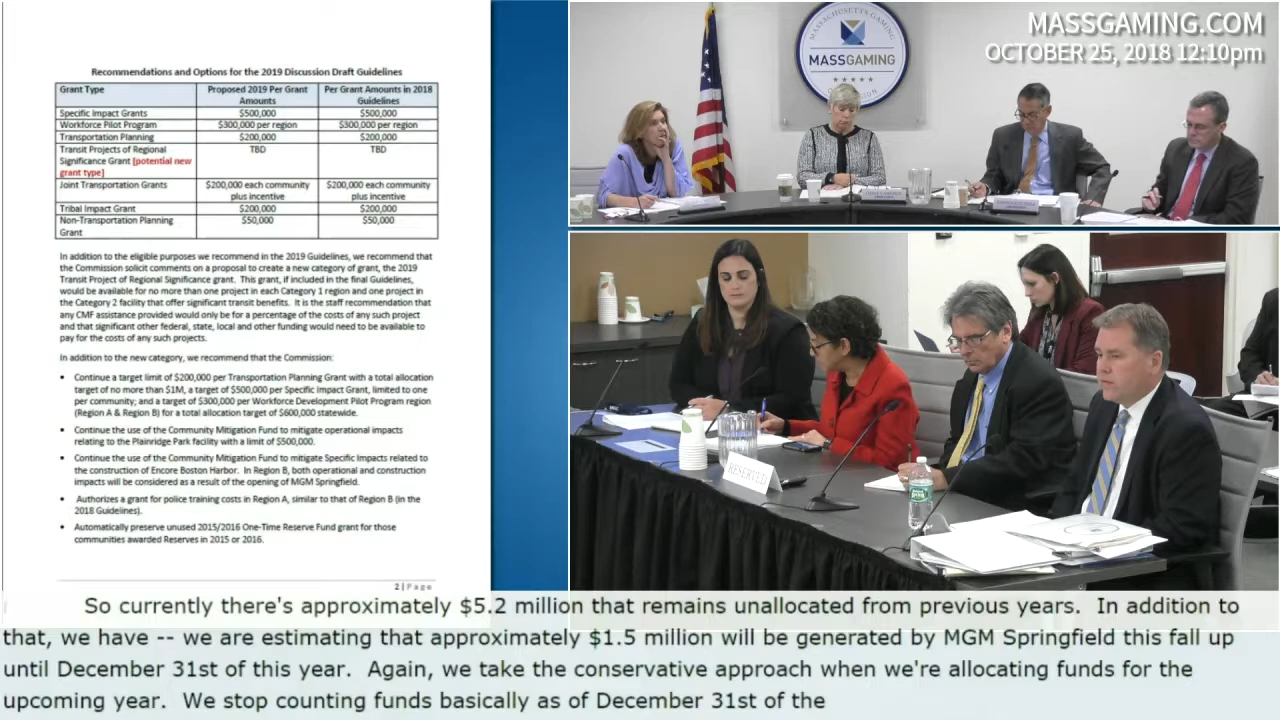 Recommendations and Options for the 2019 Discussion Draft Guidelines
Grant Type
Proposed 2019 Per Grant Amounts
Per Grant Amounts in 2018 Guidelines
Specific Impact Grants $500,000 $500,000
Workforce Pilot Program $300,000 per region $300,000 per region
Transportation Planning $200,000 $200,000
Transit Projects of Regional TBD TBD
Significance Grant [potential new
grant type]
Joint Transportation Grants $200,000 each community $200,000 each community
plus incentive plus incentive
Tribal Impact Grant $200,000 $200,000
Non-Transportation Planning $50,000 $50,000
Grant
In addition to the eligible purposes we recommend in the 2019 Guidelines, we recommend that
the Commission solicit comments on a proposal to create a new category of grant, the 2019
Transit Project of Regional Significance grant. This grant, if included in the final Guidelines,
would be available for no more than one project in each Category 1 region and one project in
the Category 2 facility that offer significant transit benefits. It is the staff recommendation that
any CMF assistance provided would only be for a percentage of the costs of any such project
and that significant other federal, state, local and other funding would need to be available to
pay for the costs of any such projects.
In addition to the new category, we recommend that the Commission:
• Continue a target limit of $200,000 per Transportation Planning Grant with a total allocation
target of no more than $1M, a target of $500,000 per Specific Impact Grant, limited to one
per community; and a target of $300,000 per Workforce Development Pilot Program region
(Region A & Region B) for a total allocation target of $600,000 statewide.
• Continue the use of the Community Mitigation Fund to mitigate operational impacts
relating to the Plainridge Park facility with a limit of $500,000.
• Continue the use of the Community Mitigation Fund to mitigate Specific Impacts related to
the construction of Encore Boston Harbor. In Region B, both operational and construction
impacts will be considered as a result of the opening of MGM Springfield.
• Authorizes a grant for police training costs in Region A, similar to that of Region B (in the
2018 Guidelines).
• Automatically preserve unused 2015/2016 One-Time Reserve Fund grant for those
communities awarded Reserves in 2015 or 2016.
2 | Page
MASSACHUSETTS GAMING
MASSGAMING
MASSGAMING.COM
OCTOBER 25, 2018 12:10pm
RESERVED
So currently there's approximately $5.2 million that remains unallocated from previous years. In addition to
that, we have -- we are estimating that approximately $1.5 million will be generated by MGM Springfield this fall up
until December 31st of this year. Again, we take the conservative approach when we're allocating funds for the
upcoming year. We stop counting funds basically as of December 31st of the